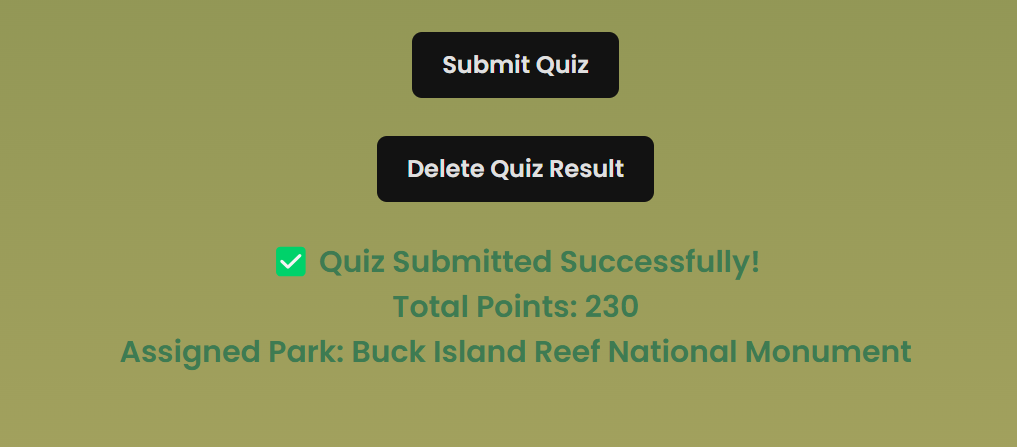 Submit Quiz
Delete Quiz Result
✅ Quiz Submitted Successfully!
Total Points: 230
Assigned Park: Buck Island Reef National Monument